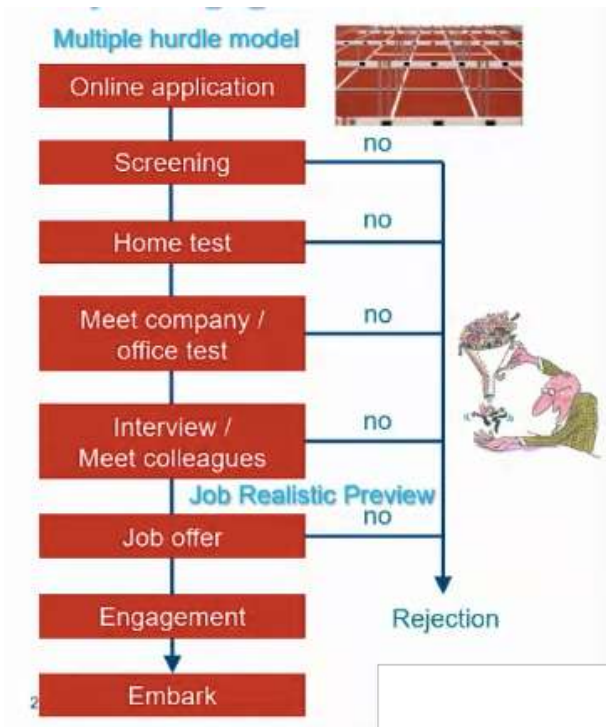 Multiple hurdle model
Online application
Screening
no
Home test
no
Meet company /
office test
no
Interview /
Meet colleagues
no
Job Realistic Preview
Job offer
no
Engagement
Rejection
Embark
2